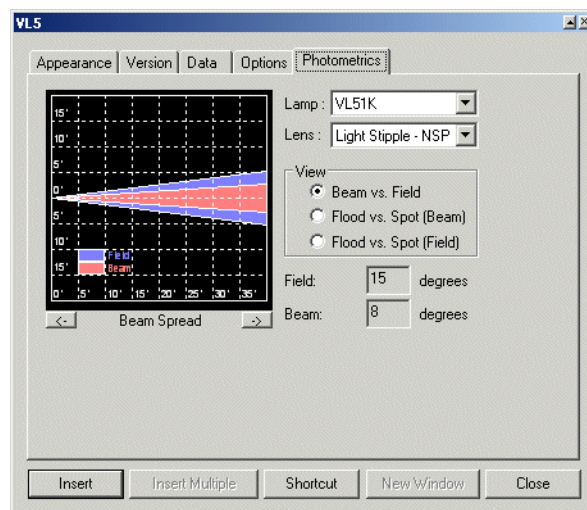 VL5
Appearance Version Data Options Photometrics
15'
10'
5'
0'
5'
10'
15'
Field
Beam
0' 5' 10' 15' 20' 25' 30' 35'
<- Beam Spread ->
Lamp : VL51K
Lens : Light Stipple - NSP
View
Beam vs. Field
Flood vs. Spot (Beam)
Flood vs. Spot (Field)
Field: 15 degrees
Beam: 8 degrees
Insert Insert Multiple Shortcut New Window Close